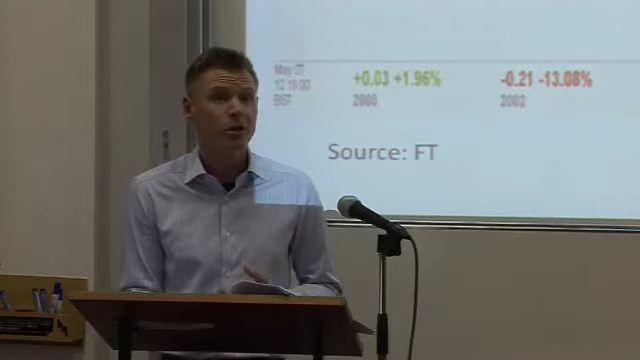 May 07
+0.03 +1.96%
-0.21 -13.08%
12:19:00
BST
2000
2002
Source: FT